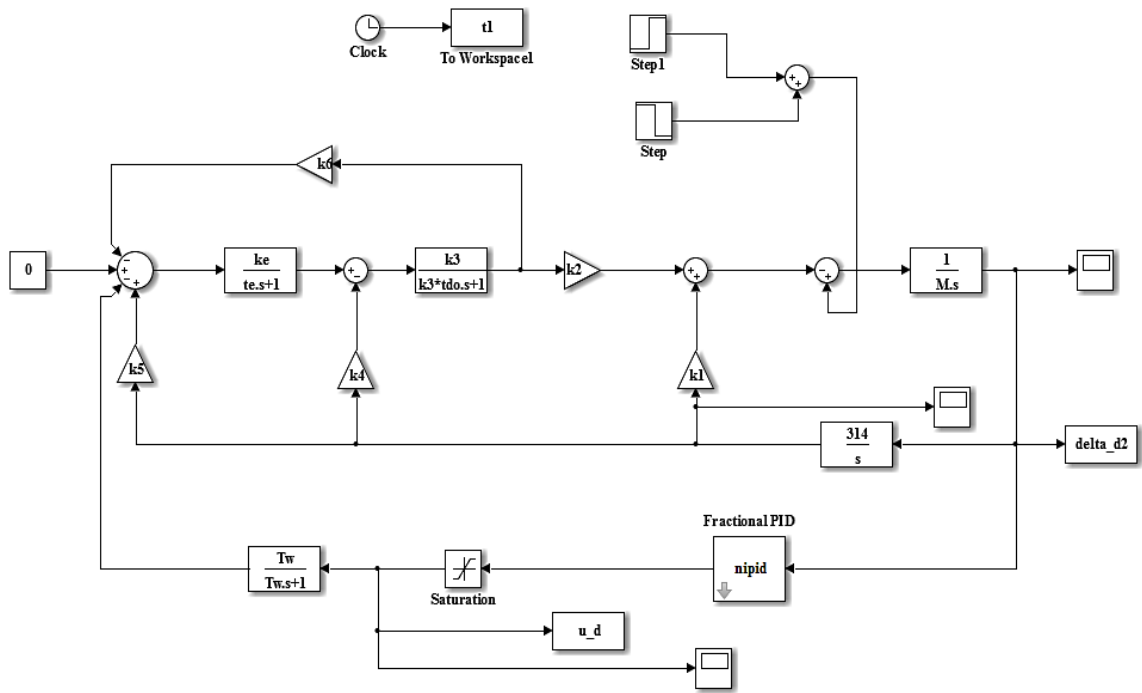 t1
Clock
To Workspace1
Step1
+
+
Step
k6
0
−
+
−
+
ke
te.s+1
+
−
k3
k3*tdo.s+1
k2
+
+
−
+
1
M.s
k5
k4
k1
314
s
delta_d2
Fractional PID
nipid
Tw
Tw.s+1
Saturation
u_d